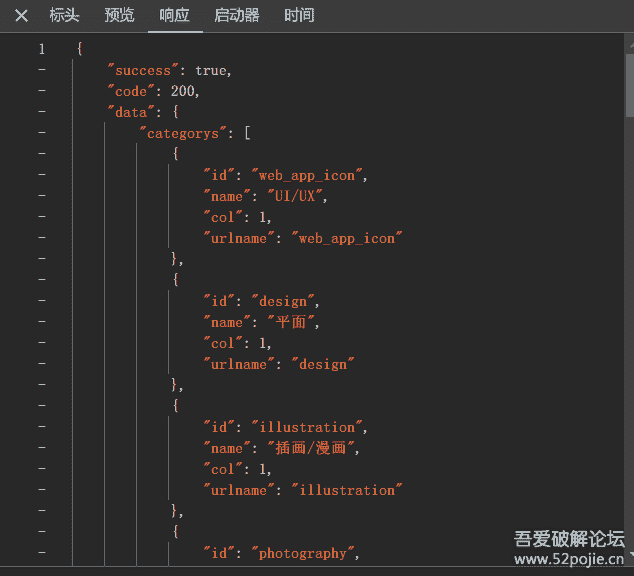 标头 预览 响应 启动器 时间
1 {
- "success": true,
- "code": 200,
- "data": {
- "categorys": [
- {
- "id": "web_app_icon",
- "name": "UI/UX",
- "col": 1,
- "urlname": "web_app_icon"
- },
- {
- "id": "design",
- "name": "平面",
- "col": 1,
- "urlname": "design"
- },
- {
- "id": "illustration",
- "name": "插画/漫画",
- "col": 1,
- "urlname": "illustration"
- },
- {
- "id": "photography",
吾爱破解论坛
www.52pojie.cn